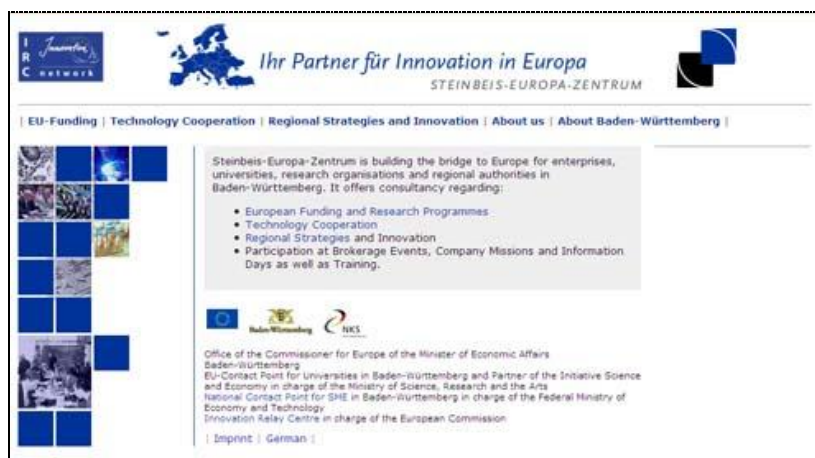 I
R
C
Innovation
network
Ihr Partner für Innovation in Europa
STEINBEIS-EUROPA-ZENTRUM
| EU-Funding | Technology Cooperation | Regional Strategies and Innovation | About us | About Baden-Württemberg |
Steinbeis-Europa-Zentrum is building the bridge to Europe for enterprises,
universities, research organisations and regional authorities in
Baden-Württemberg. It offers consultancy regarding:
• European Funding and Research Programmes
• Technology Cooperation
• Regional Strategies and Innovation
• Participation at Brokerage Events, Company Missions and Information
Days as well as Training.
Baden-Württemberg
NKS
Office of the Commissioner for Europe of the Minister of Economic Affairs
Baden-Württemberg
EU-Contact Point for Universities in Baden-Württemberg and Partner of the Initiative Science
and Economy in charge of the Ministry of Science, Research and the Arts
National Contact Point for SME in Baden-Württemberg in charge of the Federal Ministry of
Economy and Technology
Innovation Relay Centre in charge of the European Commission
| Imprint | German |